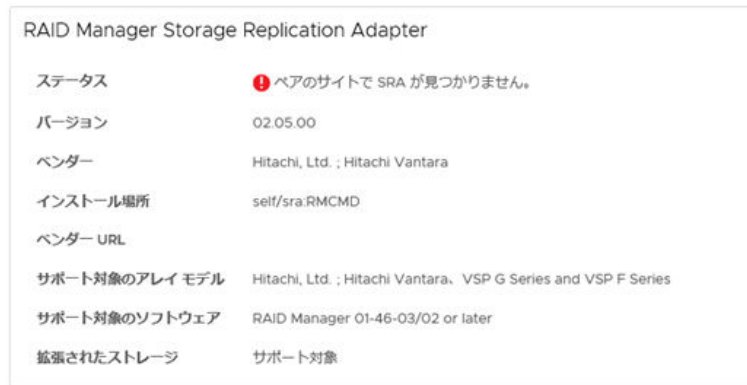 RAID Manager Storage Replication Adapter
ステータス ペアのサイトで SRA が見つかりません。
バージョン 02.05.00
ベンダー Hitachi, Ltd. ; Hitachi Vantara
インストール場所 self/sra:RMCMD
ベンダー URL
サポート対象のアレイ モデル Hitachi, Ltd. ; Hitachi Vantara、VSP G Series and VSP F Series
サポート対象のソフトウェア RAID Manager 01-46-03/02 or later
拡張されたストレージ サポート対象